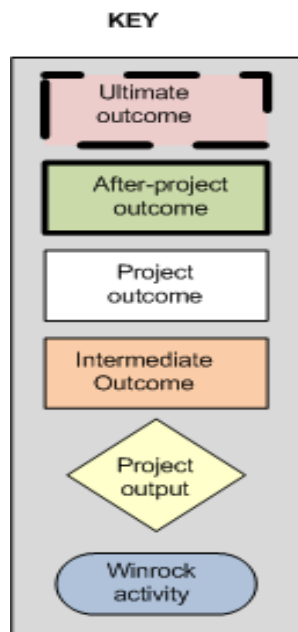 KEY
Ultimate
outcome
After-project
outcome
Project
outcome
Intermediate
Outcome
Project
output
Winrock
activity